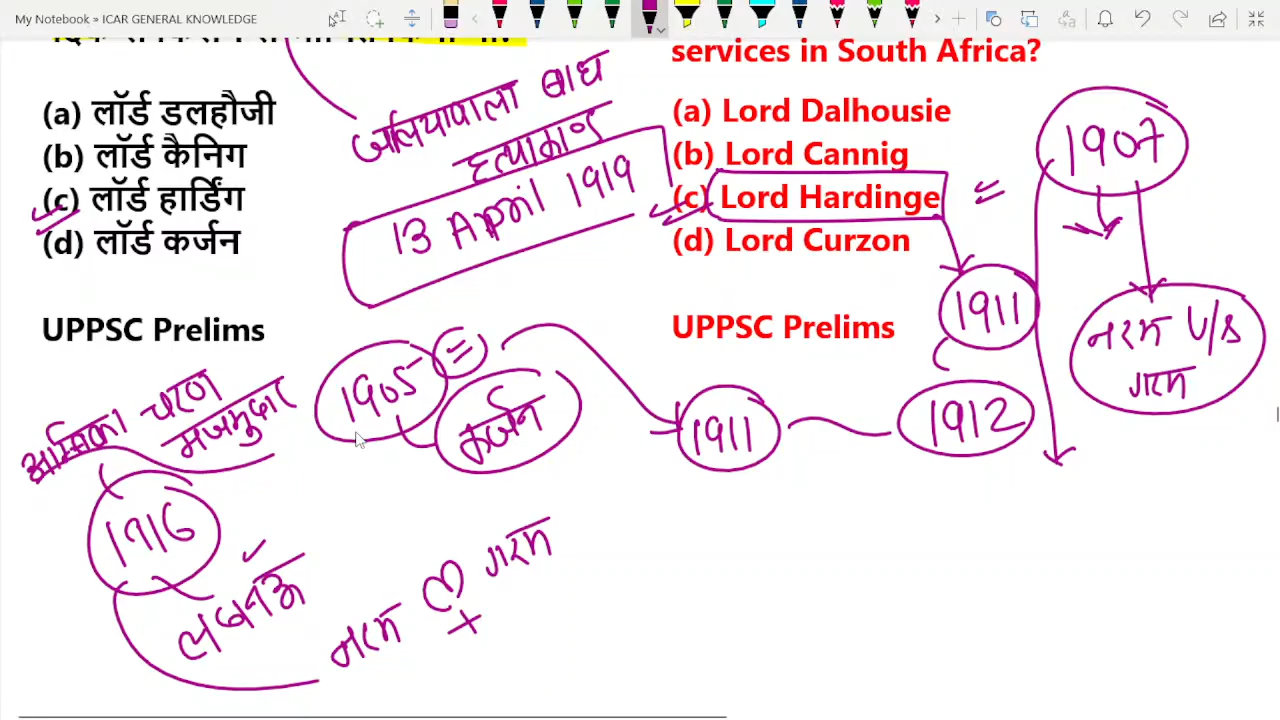 My Notebook » ICAR GENERAL KNOWLEDGE
services in South Africa?
(a) लॉर्ड डलहौजी
(b) लॉर्ड कैनिग
(c) लॉर्ड हार्डिंग
(d) लॉर्ड कर्जन
UPPSC Prelims
(a) Lord Dalhousie
(b) Lord Cannig
(c) Lord Hardinge
(d) Lord Curzon
UPPSC Prelims
जलियावाला बाघ
हत्याकाण्ड
13 April 1919
1907
1911
नरम V/S
गरम
1905 =
कर्जन
1911
1912
चरण
मजमुदार
1916
लखनऊ
नरम
गरम